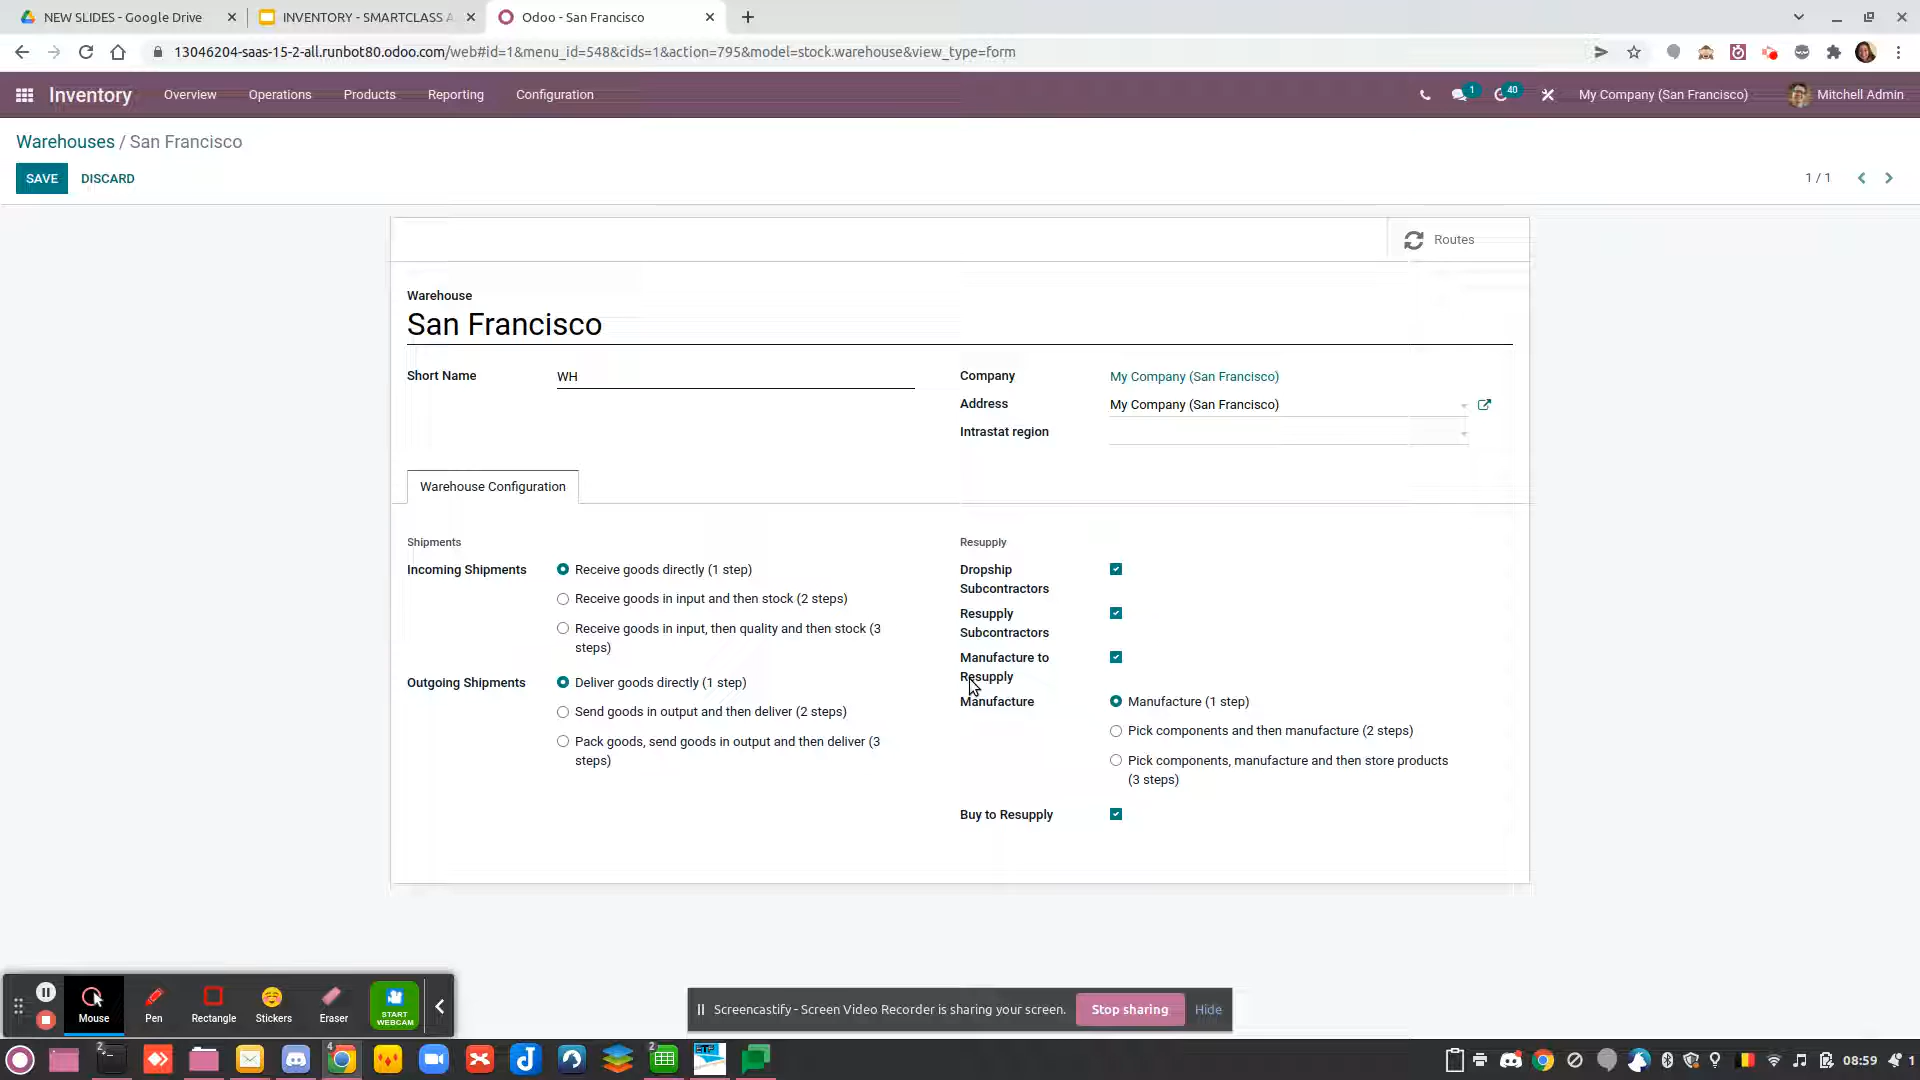 NEW SLIDES - Google Drive
INVENTORY - SMARTCLASS A
Odoo - San Francisco
13046204-saas-15-2-all.runbot80.odoo.com/web#id=1&menu_id=548&cids=1&action=795&model=stock.warehouse&view_type=form
Inventory
Overview
Operations
Products
Reporting
Configuration
1
40
My Company (San Francisco)
Mitchell Admin
Warehouses / San Francisco
SAVE
DISCARD
1 / 1
Routes
Warehouse
San Francisco
Short Name
WH
Company
My Company (San Francisco)
Address
My Company (San Francisco)
Intrastat region
Warehouse Configuration
Shipments
Incoming Shipments
Receive goods directly (1 step)
Receive goods in input and then stock (2 steps)
Receive goods in input, then quality and then stock (3
steps)
Outgoing Shipments
Deliver goods directly (1 step)
Send goods in output and then deliver (2 steps)
Pack goods, send goods in output and then deliver (3
steps)
Resupply
Dropship
Subcontractors
Resupply
Subcontractors
Manufacture to
Resupply
Manufacture
Manufacture (1 step)
Pick components and then manufacture (2 steps)
Pick components, manufacture and then store products
(3 steps)
Buy to Resupply
Mouse
Pen
Rectangle
Stickers
Eraser
START
WEBCAM
Screencastify - Screen Video Recorder is sharing your screen.
Stop sharing
Hide
2
4
2
08:59
1